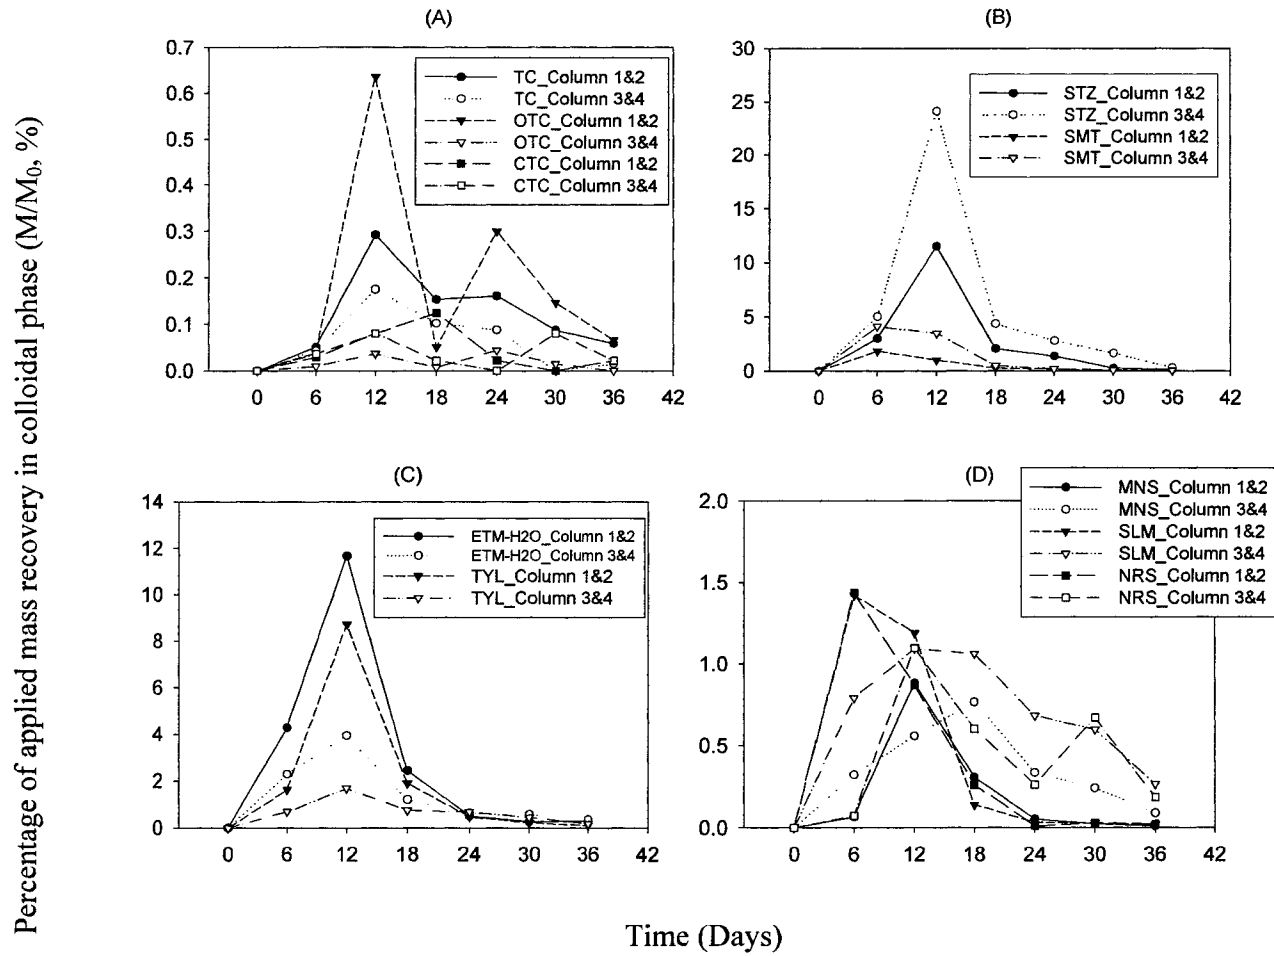 Percentage of applied mass recovery in colloidal phase (M/M₀, %)
(A)
0.7
0.6
0.5
0.4
0.3
0.2
0.1
0.0
TC_Column 1&2
TC_Column 3&4
OTC_Column 1&2
OTC_Column 3&4
CTC_Column 1&2
CTC_Column 3&4
0 6 12 18 24 30 36 42
(B)
30
25
20
15
10
5
0
STZ_Column 1&2
STZ_Column 3&4
SMT_Column 1&2
SMT_Column 3&4
0 6 12 18 24 30 36 42
(C)
14
12
10
8
6
4
2
0
ETM-H2O_Column 1&2
ETM-H2O_Column 3&4
TYL_Column 1&2
TYL_Column 3&4
0 6 12 18 24 30 36 42
(D)
2.0
1.5
1.0
0.5
0.0
MNS_Column 1&2
MNS_Column 3&4
SLM_Column 1&2
SLM_Column 3&4
NRS_Column 1&2
NRS_Column 3&4
0 6 12 18 24 30 36 42
Time (Days)